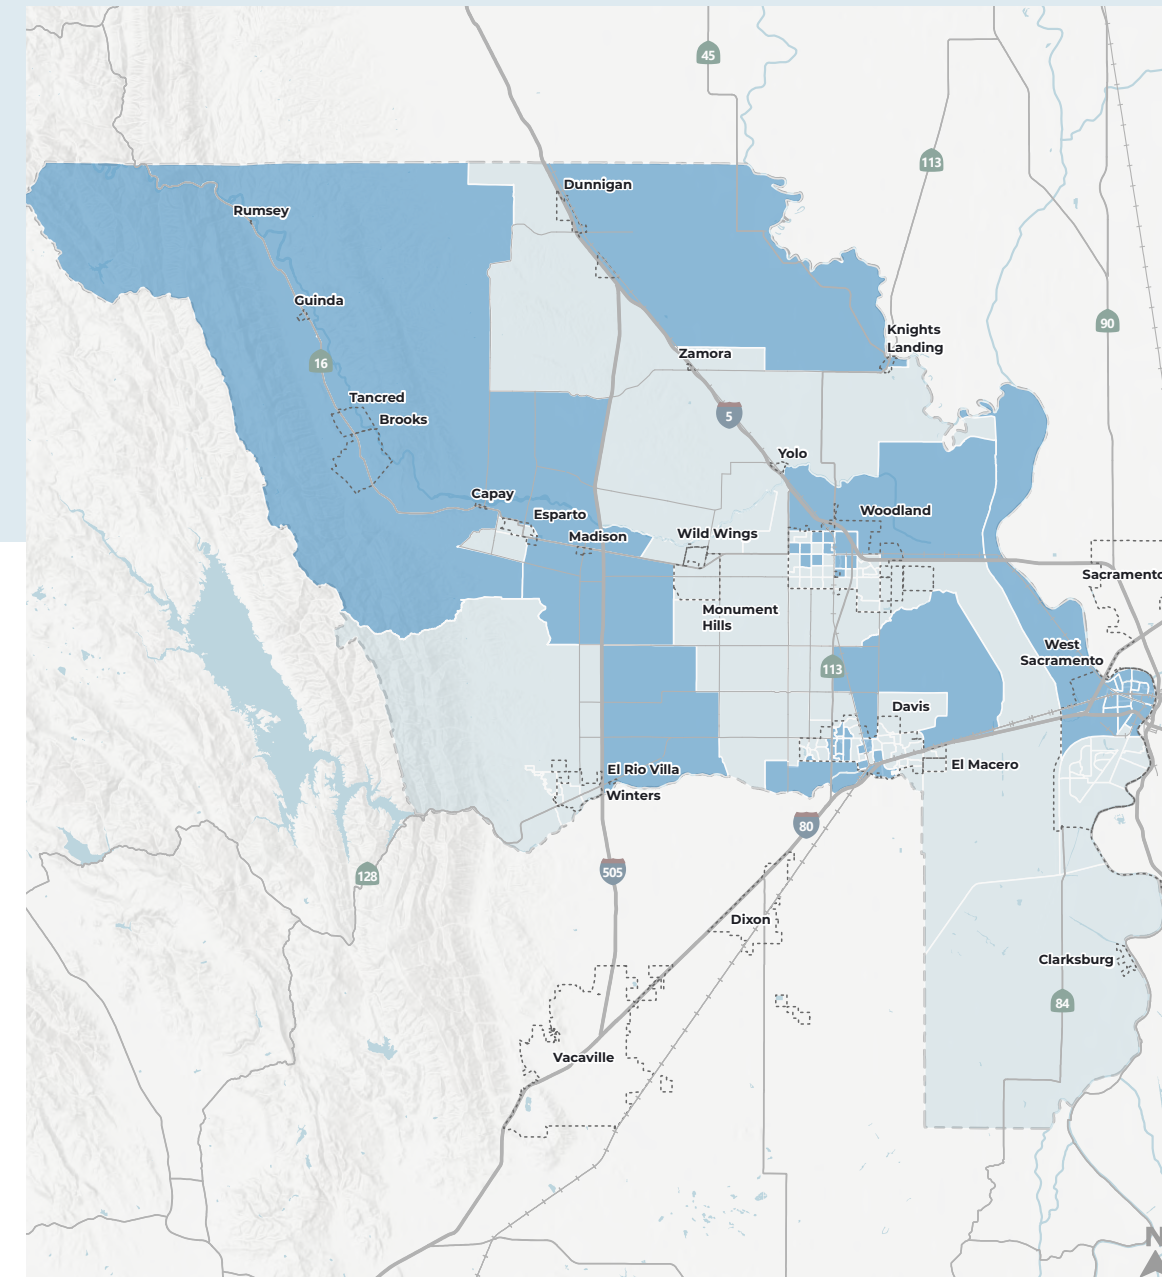 45
113
Dunnigan
Rumsey
Guinda
90
Knights
Landing
Zamora
16
Tancred
Brooks
5
Yolo
Capay
Esparto
Woodland
Madison
Wild Wings
Sacramento
Monument
Hills
West
Sacramento
113
Davis
El Rio Villa
El Macero
Winters
80
505
128
Dixon
Clarksburg
84
Vacaville
N